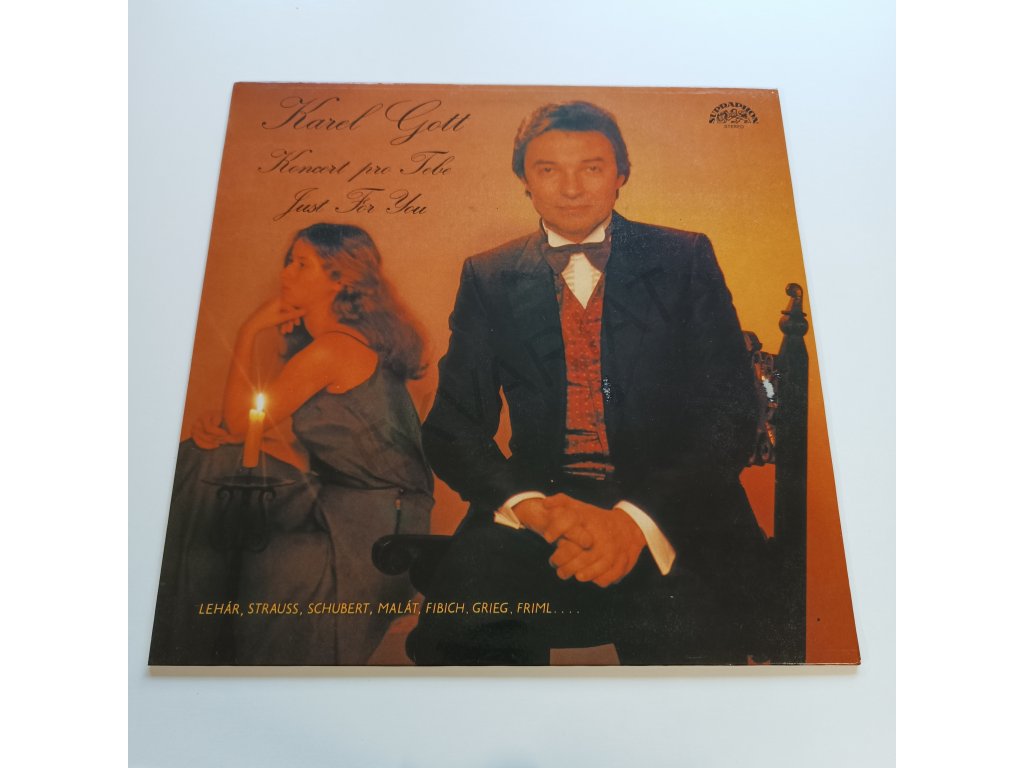 Karel Gott
Koncert pro Tebe
Just For You
SUPRAPHON
STEREO
LEHÁR, STRAUSS, SCHUBERT, MALÁT, FIBICH, GRIEG, FRIML....